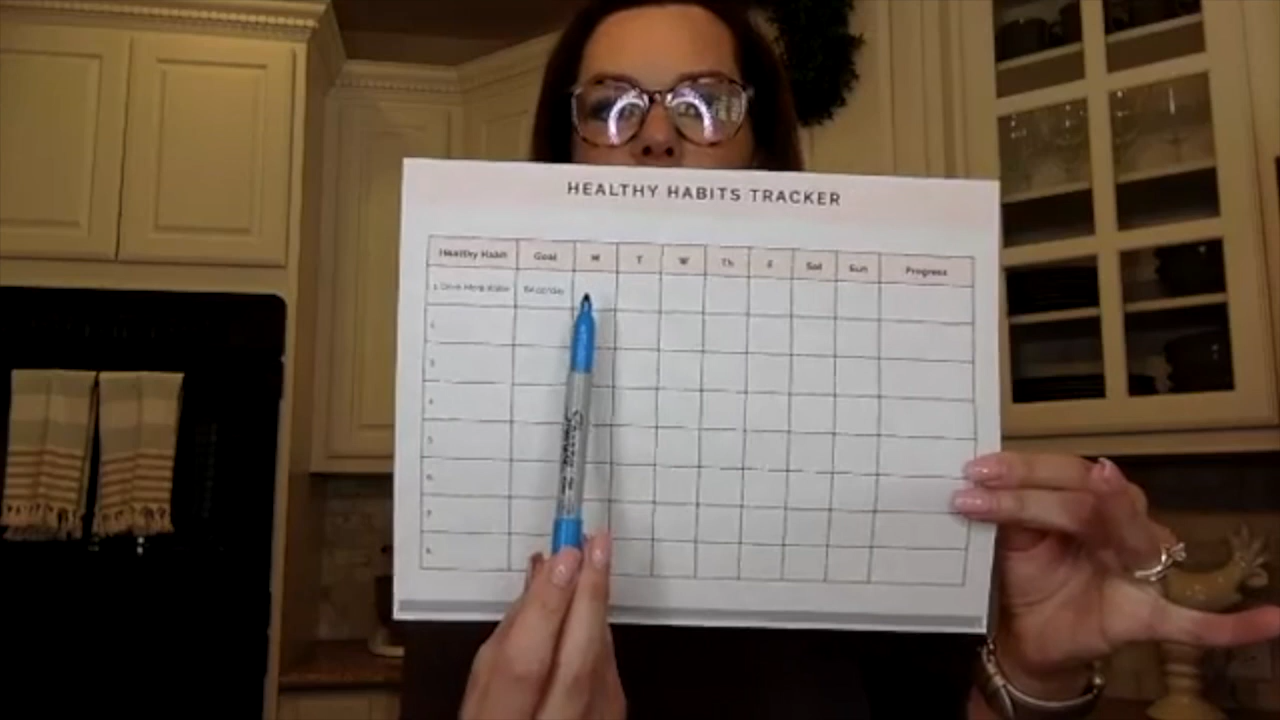 HEALTHY HABITS TRACKER
Healthy Habit Goal M T W Th F Sat Sun Progress
1. Drink More Water
2.
3.
4.
5.
6.
7.
8.
Sharpie